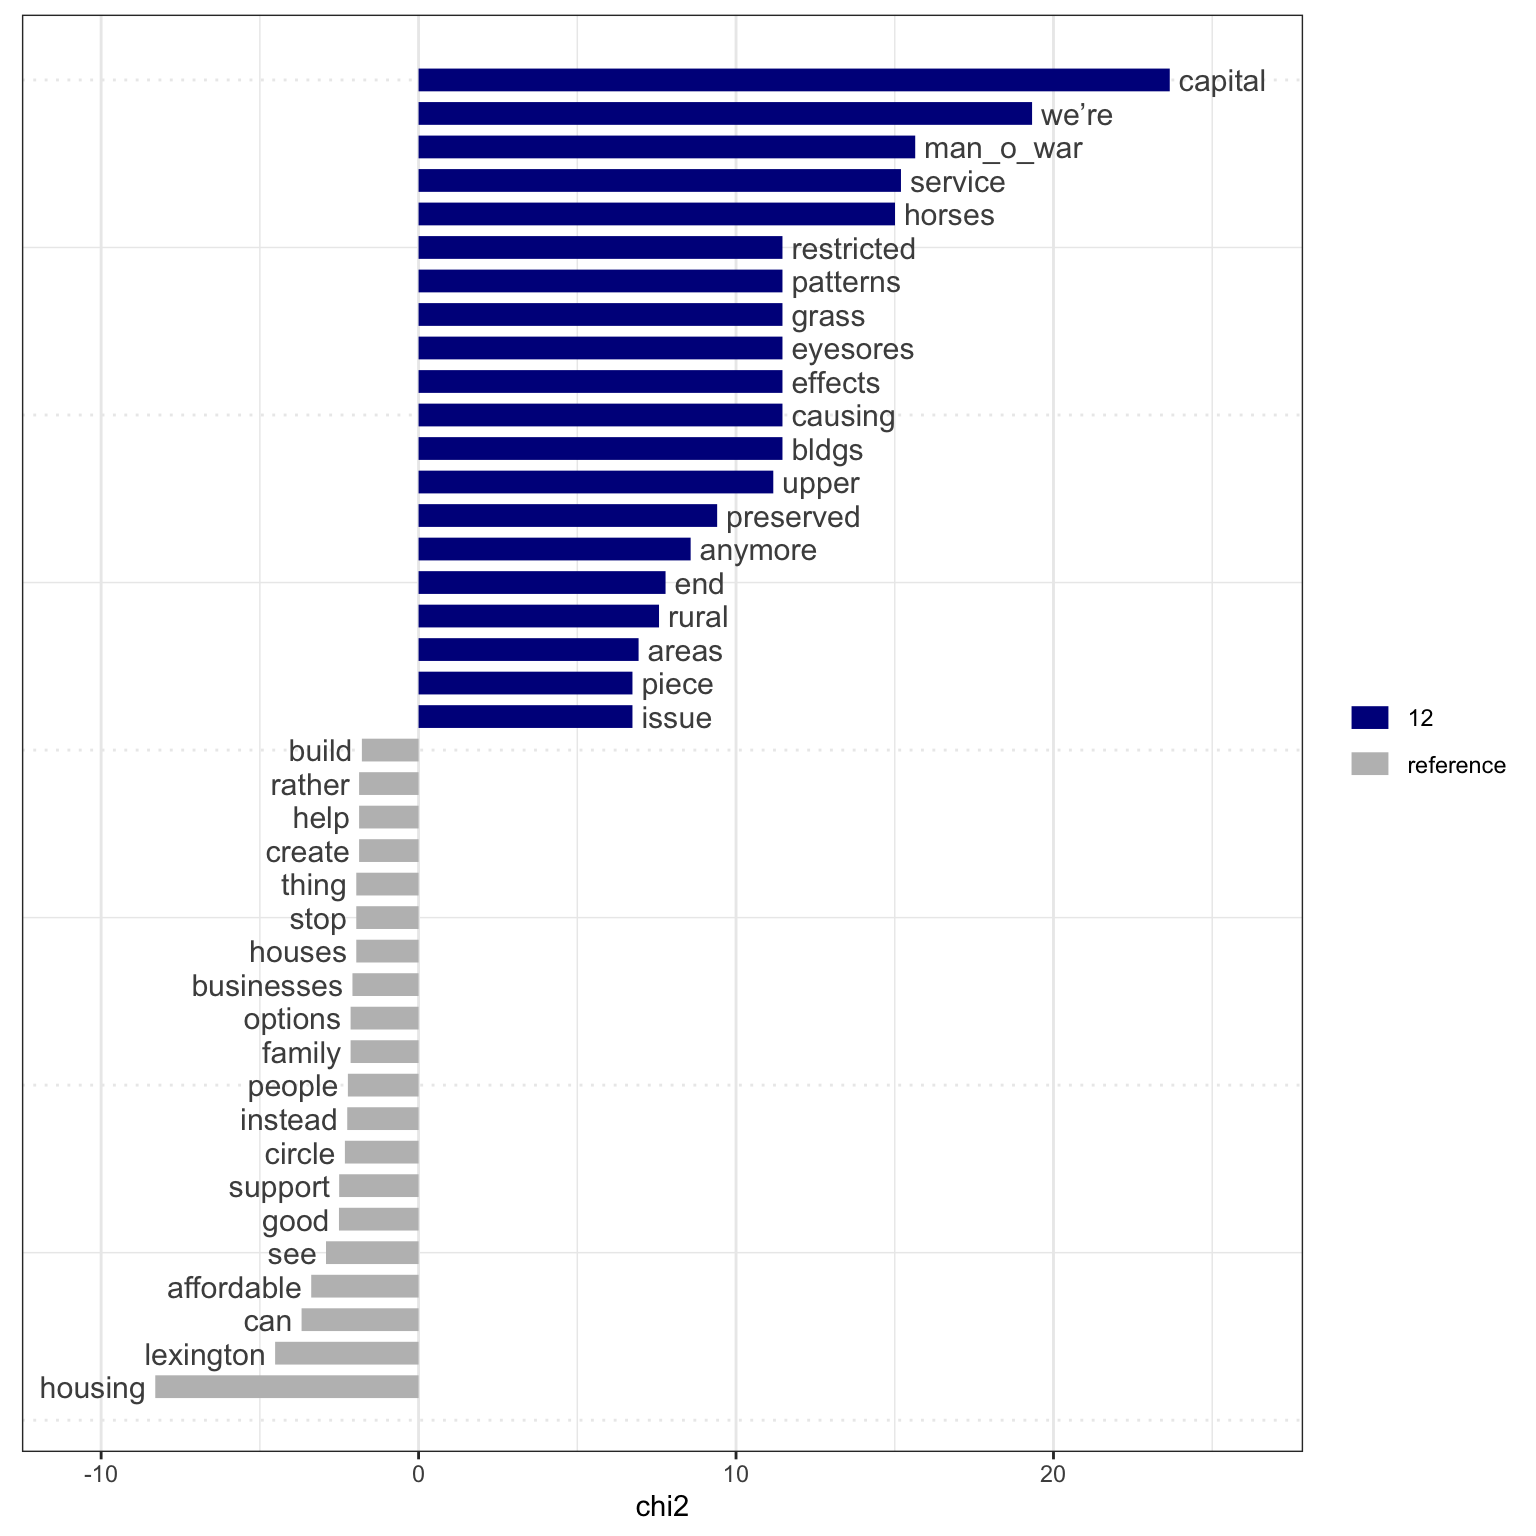 capital
we’re
man_o_war
service
horses
restricted
patterns
grass
eyesores
effects
causing
bldgs
upper
preserved
anymore
end
rural
areas
piece
issue
build
rather
help
create
thing
stop
houses
businesses
options
family
people
instead
circle
support
good
see
affordable
can
lexington
housing
12
reference
-10 0 10 20
chi2